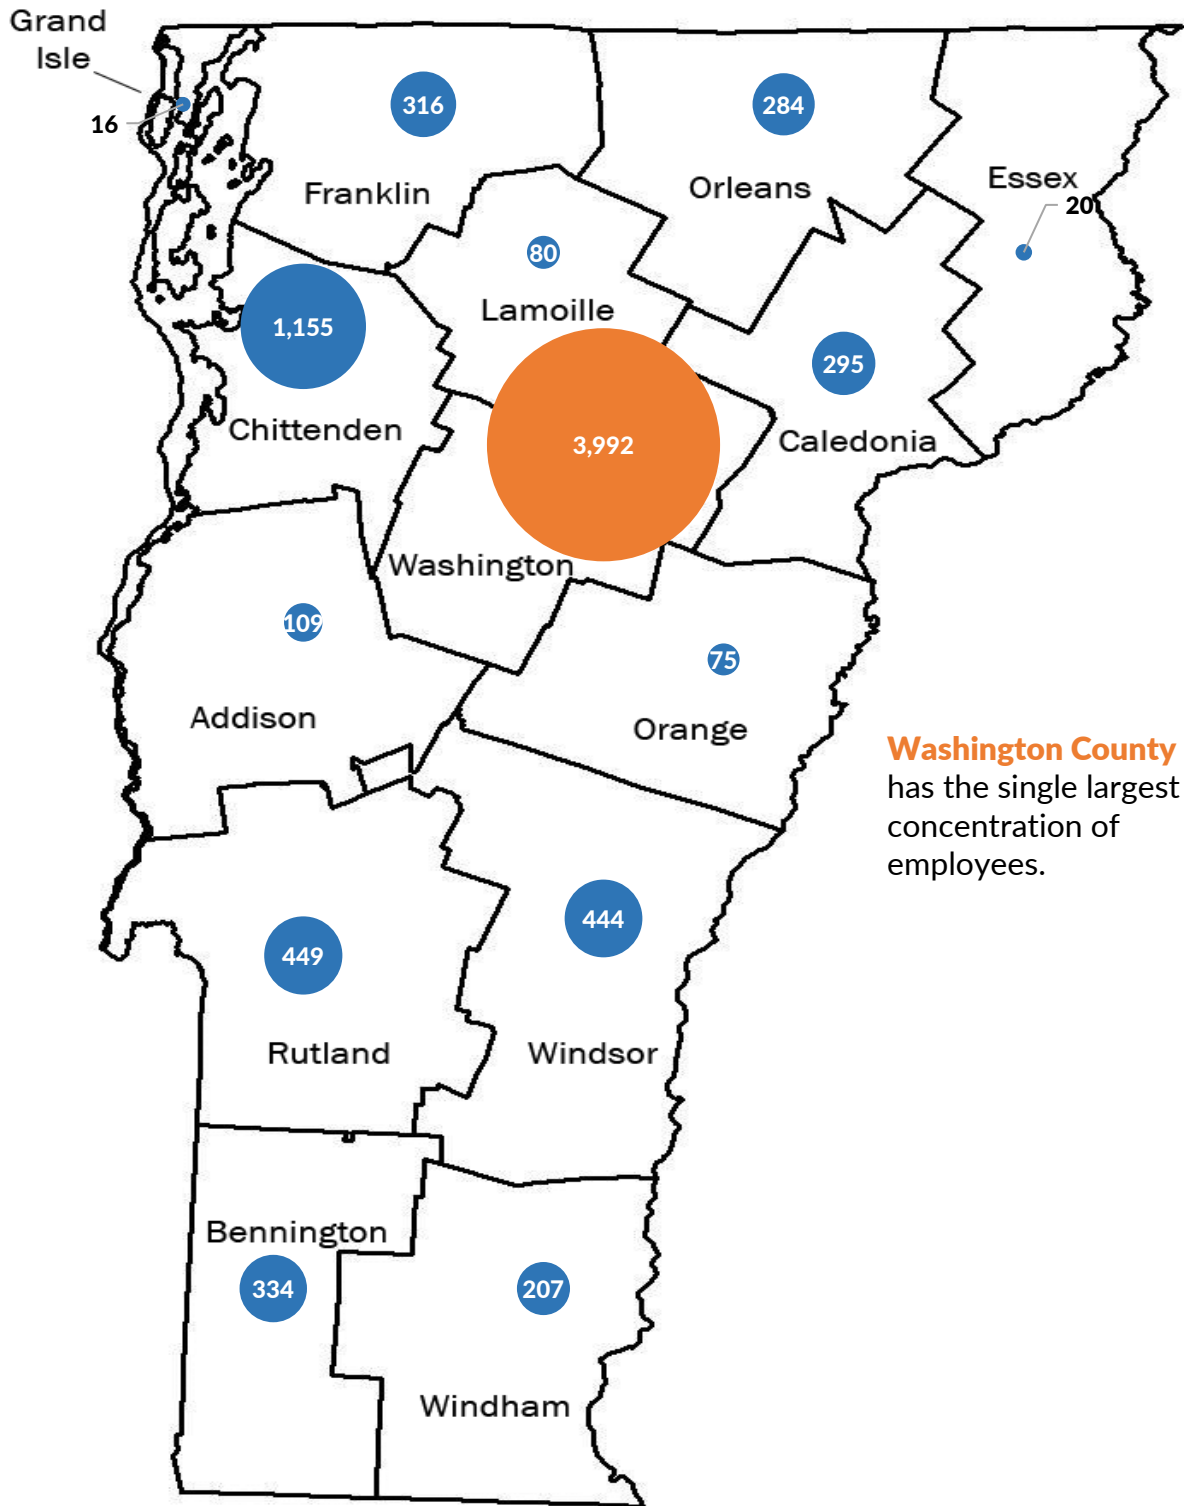 Grand
Isle
16
316
Franklin
284
Orleans
Essex
20
80
Lamoille
1,155
Chittenden
295
Caledonia
3,992
Washington
109
Addison
75
Orange
Washington County
has the single largest
concentration of
employees.
449
Rutland
444
Windsor
Bennington
334
207
Windham